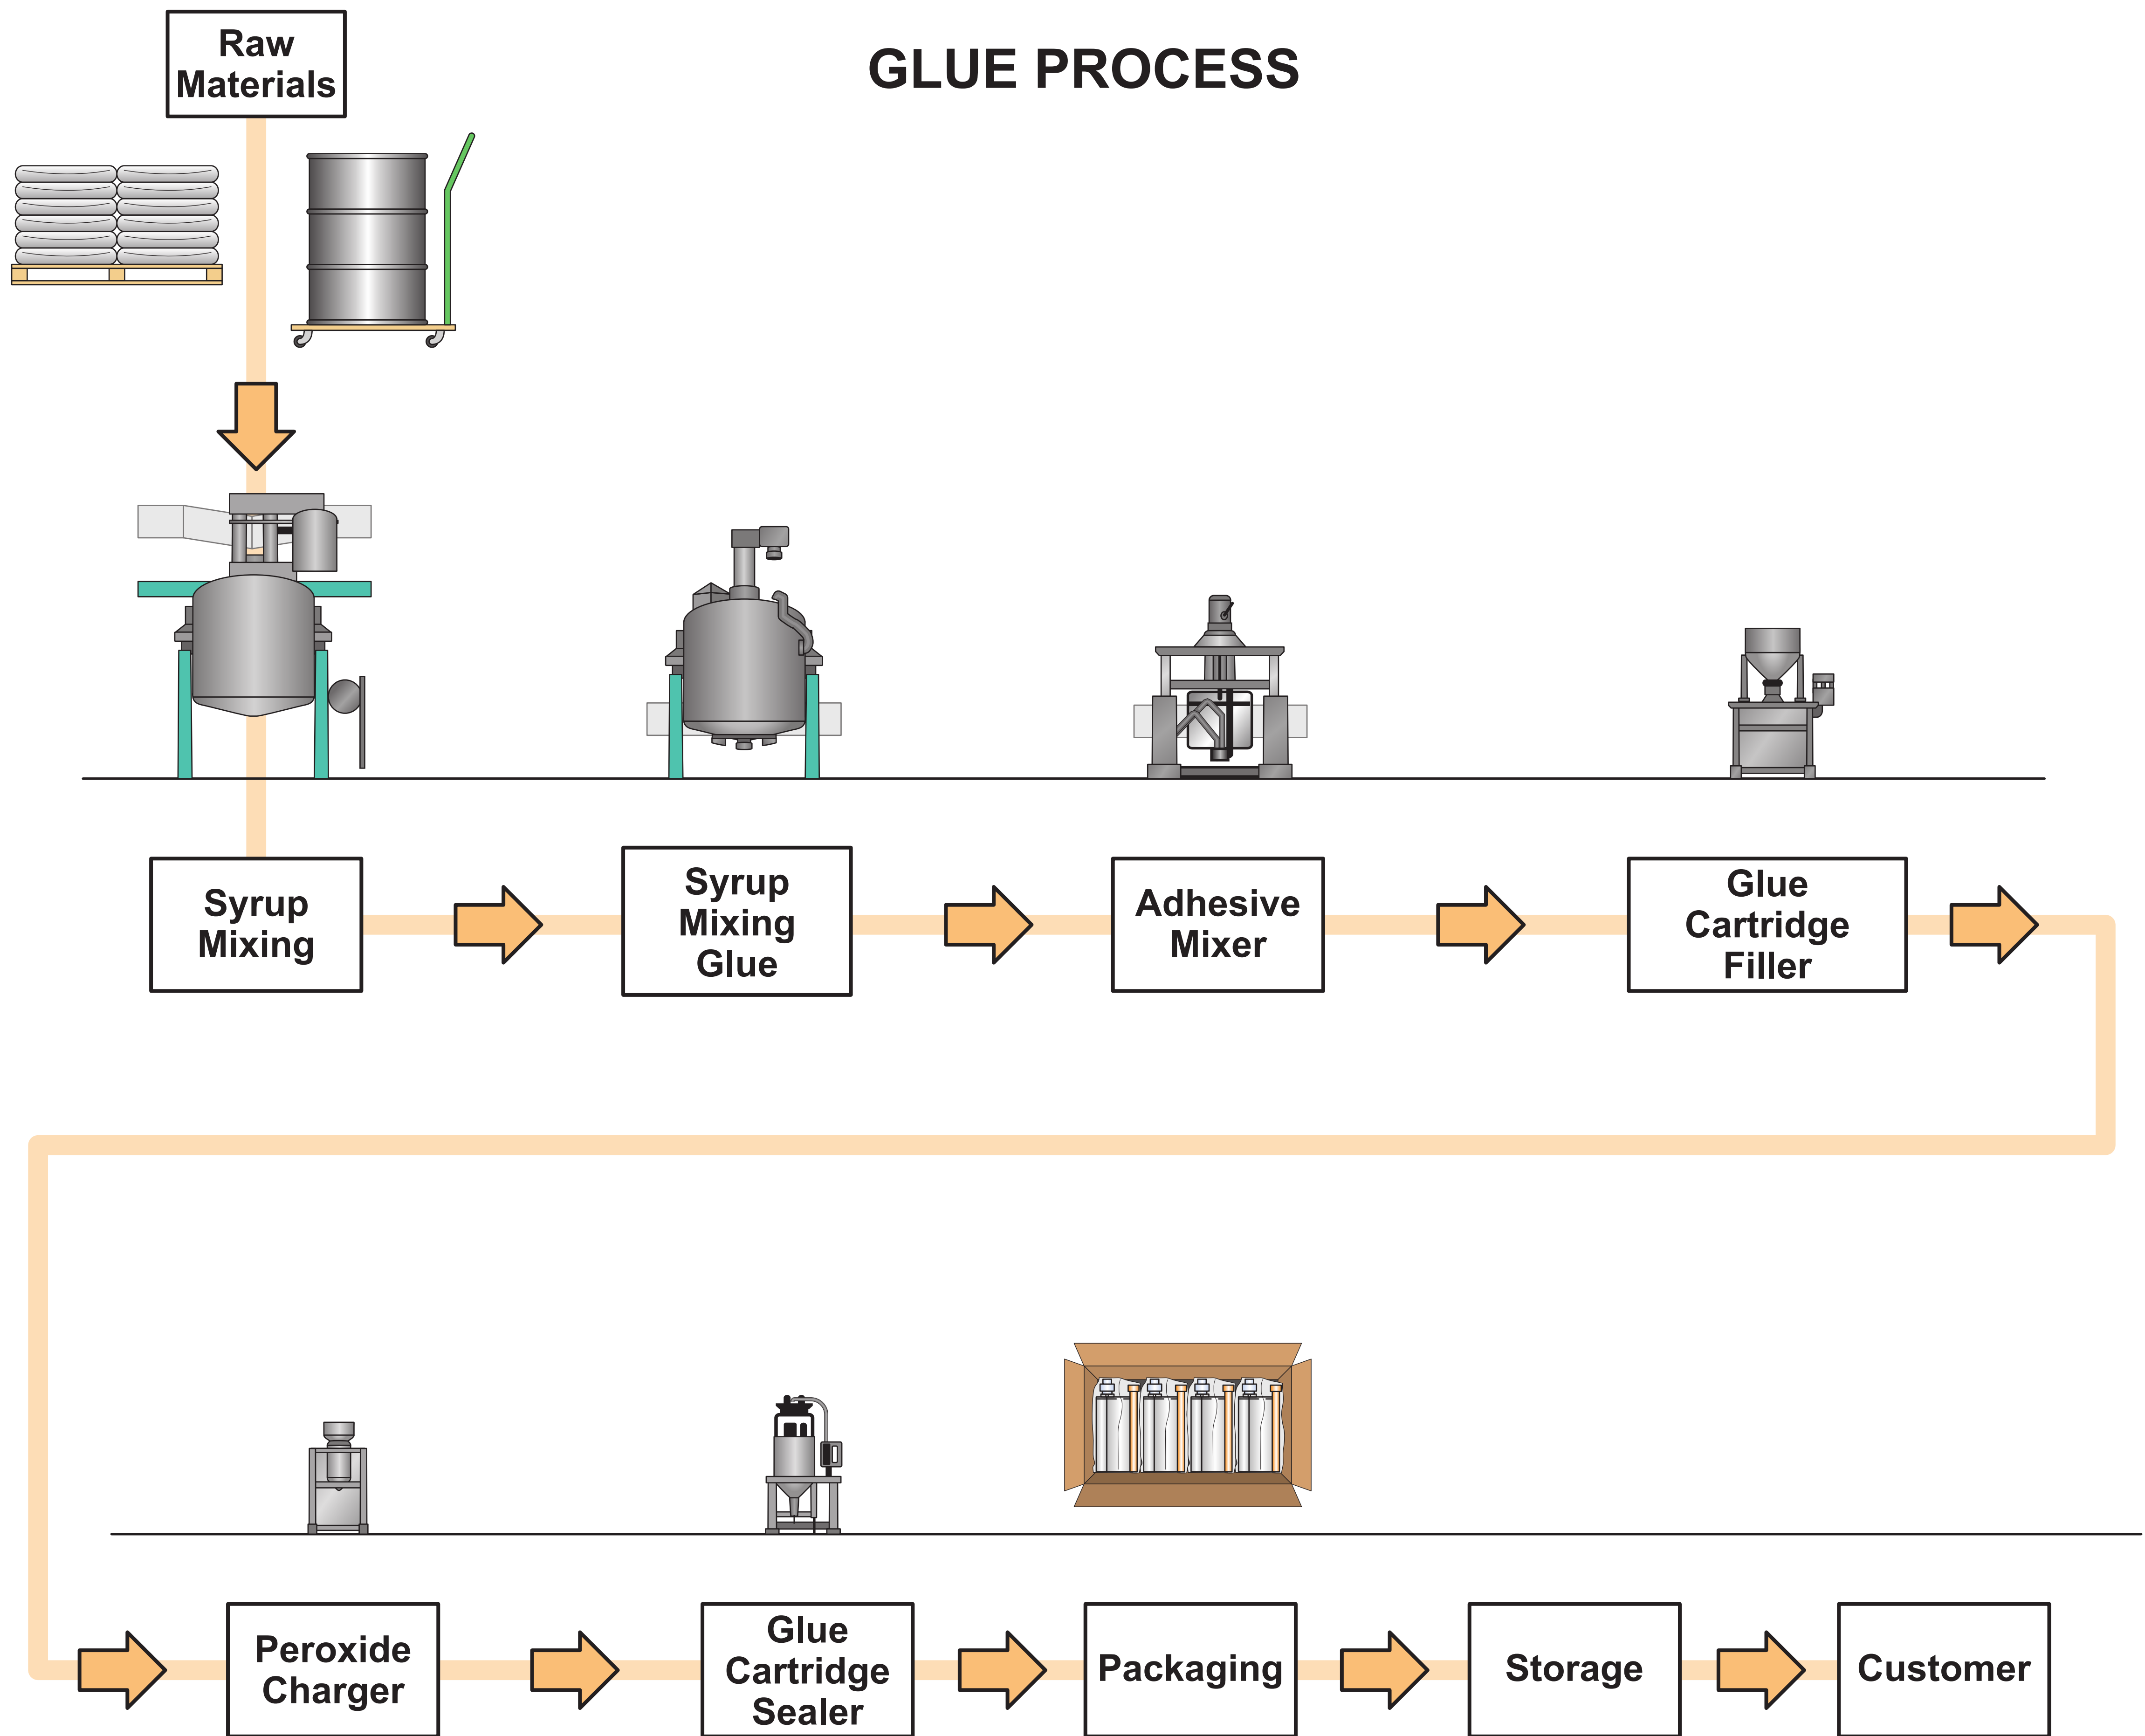 Raw
Materials
GLUE PROCESS
Syrup
Mixing
Syrup
Mixing
Glue
Adhesive
Mixer
Glue
Cartridge
Filler
Peroxide
Charger
Glue
Cartridge
Sealer
Packaging
Storage
Customer